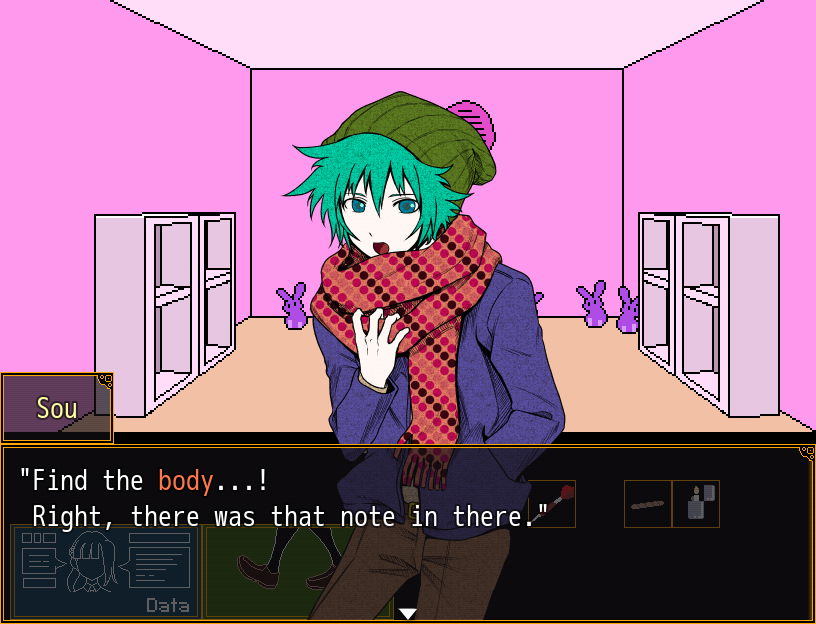 Sou
"Find the body...!
Right, there was that note in there."
Data